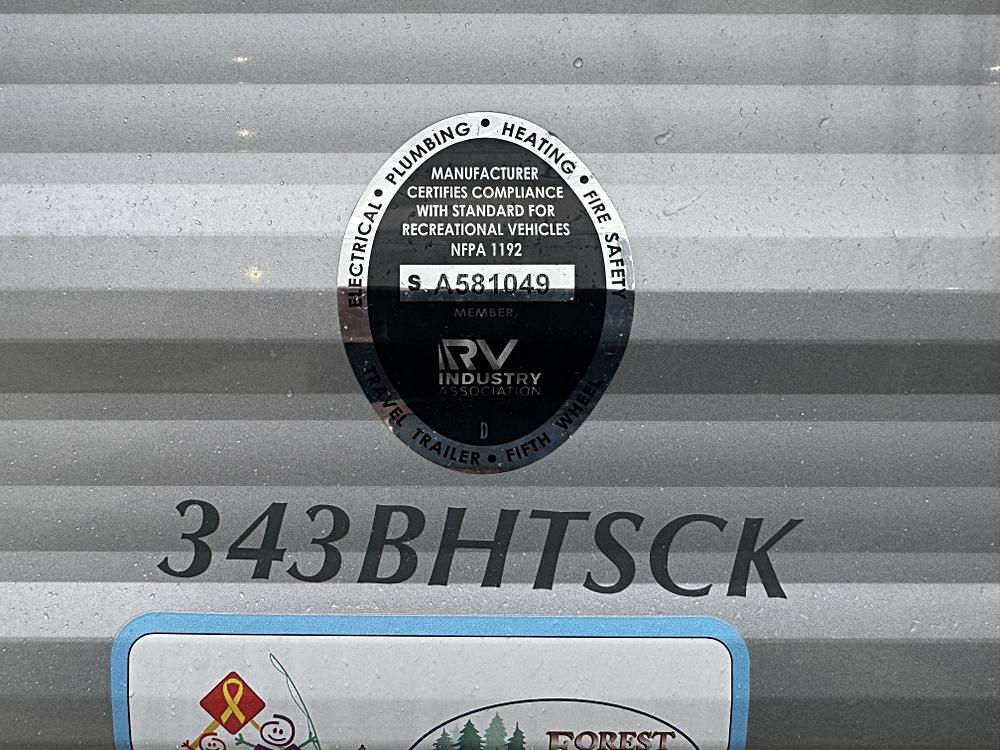 ELECTRICAL • PLUMBING • HEATING • FIRE SAFETY
MANUFACTURER
CERTIFIES COMPLIANCE
WITH STANDARD FOR
RECREATIONAL VEHICLES
NFPA 1192
S A581049
MEMBER
RV
INDUSTRY
ASSOCIATION
D
TRAVEL TRAILER • FIFTH WHEEL
343BHTSCK
FOREST